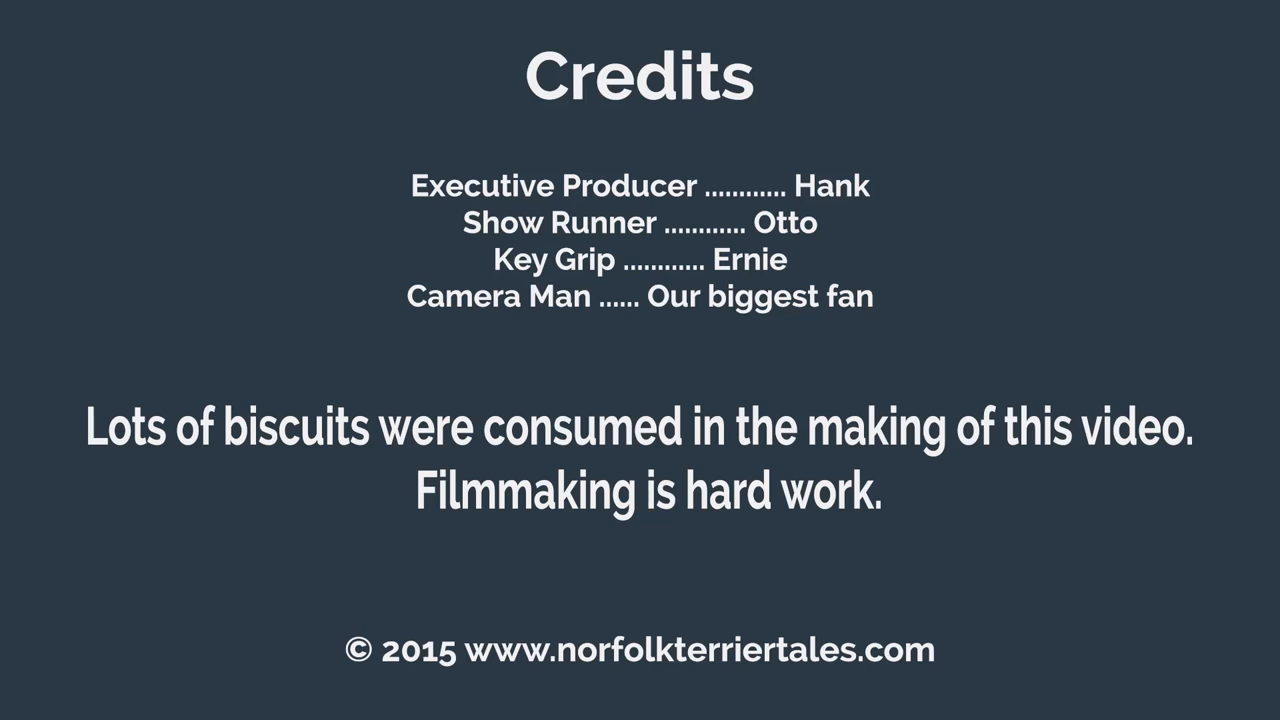 Credits
Executive Producer ............ Hank
Show Runner ............ Otto
Key Grip ............ Ernie
Camera Man ...... Our biggest fan
Lots of biscuits were consumed in the making of this video.
Filmmaking is hard work.
© 2015 www.norfolkterriertales.com